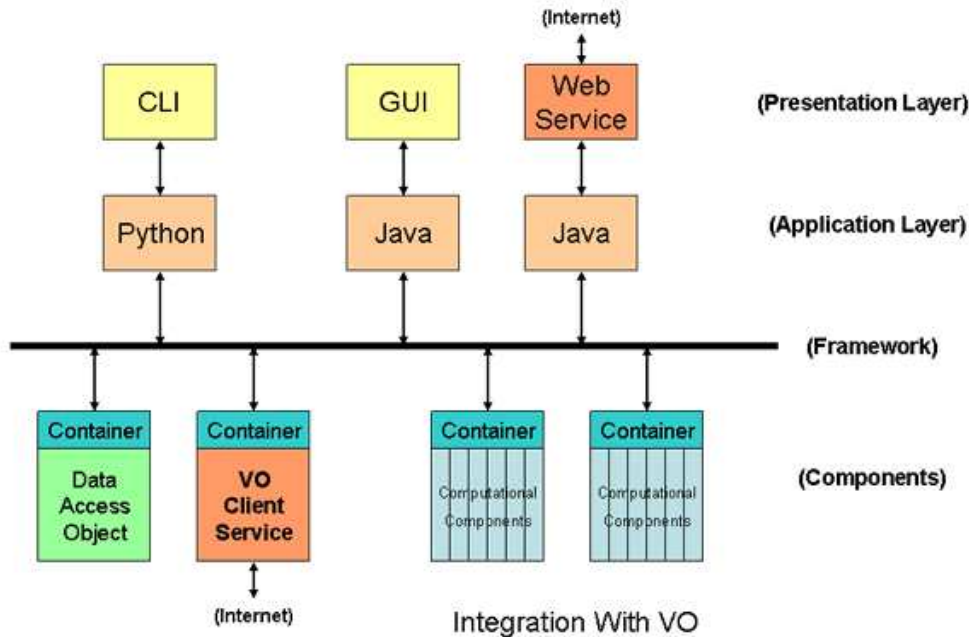 (Internet)
CLI
GUI
Web
Service
(Presentation Layer)
Python
Java
Java
(Application Layer)
(Framework)
Container
Container
Container
Container
Data
Access
Object
VO
Client
Service
Computational
Components
Computational
Components
(Components)
(Internet)
Integration With VO